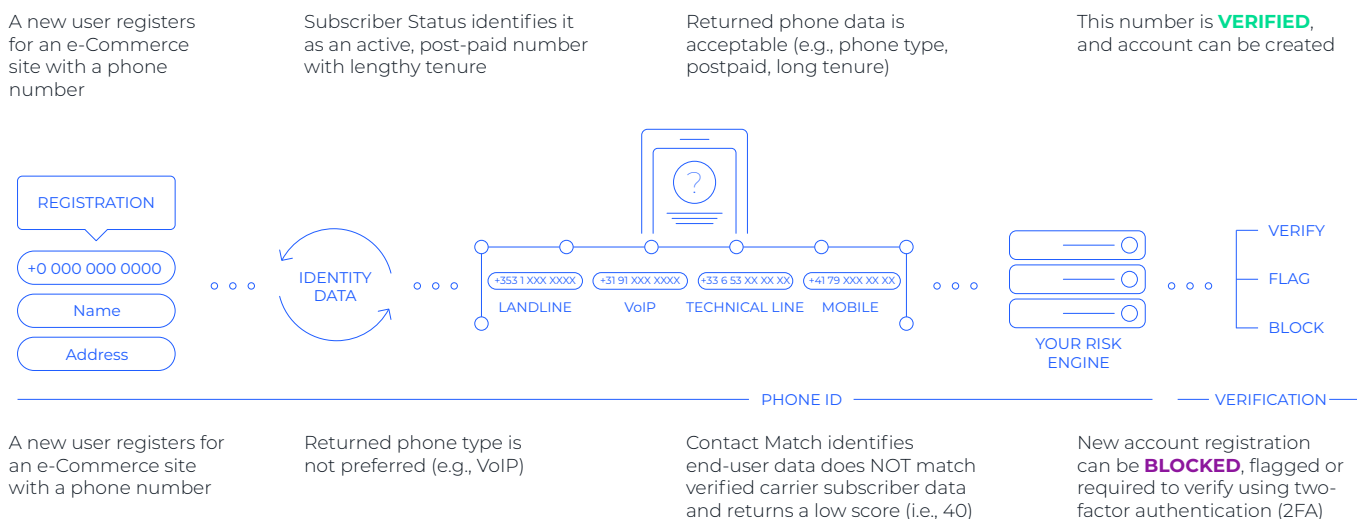 A new user registers
for an e-Commerce
site with a phone
number
Subscriber Status identifies it
as an active, post-paid number
with lengthy tenure
Returned phone data is
acceptable (e.g., phone type,
postpaid, long tenure)
This number is VERIFIED,
and account can be created
REGISTRATION
+0 000 000 0000
Name
Address
IDENTITY
DATA
?
+353 1 XXX XXXX
+31 91 XXX XXXX
+33 6 53 XX XX XX
+41 79 XXX XX XX
LANDLINE
VoIP
TECHNICAL LINE
MOBILE
YOUR RISK
ENGINE
VERIFY
FLAG
BLOCK
PHONE ID
VERIFICATION
A new user registers for
an e-Commerce site
with a phone number
Returned phone type is
not preferred (e.g., VoIP)
Contact Match identifies
end-user data does NOT match
verified carrier subscriber data
and returns a low score (i.e., 40)
New account registration
can be BLOCKED, flagged or
required to verify using two-
factor authentication (2FA)